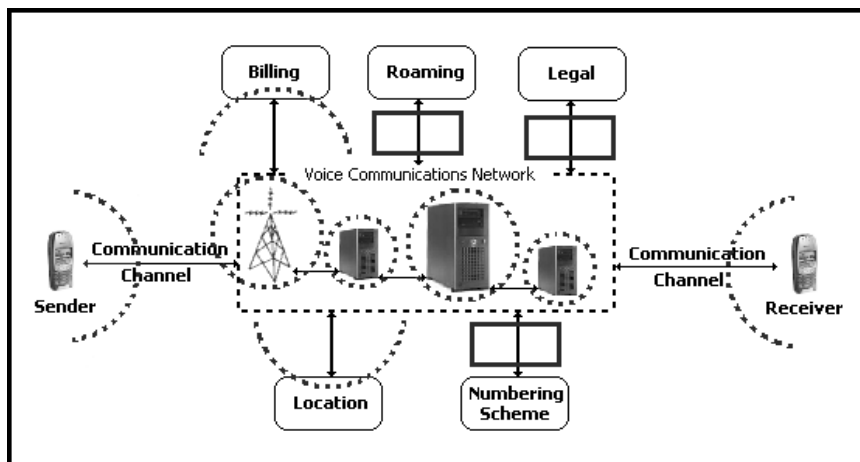 Billing
Roaming
Legal
Voice Communications Network
Communication
Channel
Communication
Channel
Sender
Receiver
Location
Numbering
Scheme